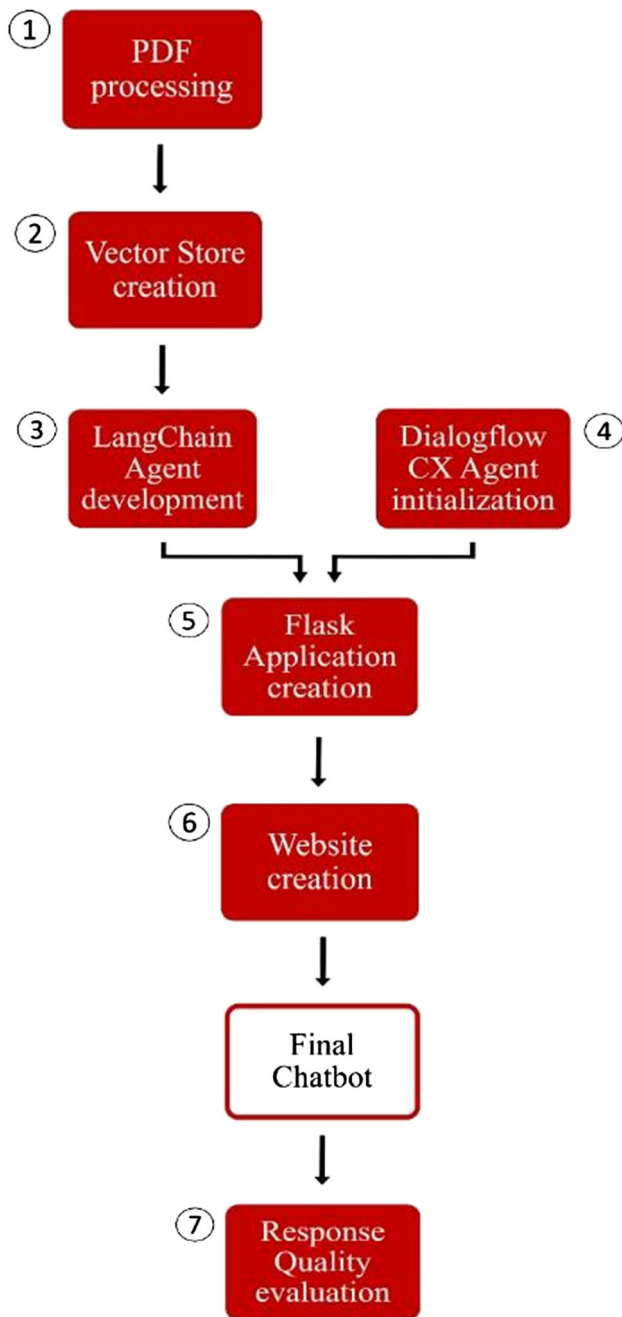 1
PDF
processing
2
Vector Store
creation
3
LangChain
Agent
development
4
Dialogflow
CX Agent
initialization
5
Flask
Application
creation
6
Website
creation
Final
Chatbot
7
Response
Quality
evaluation